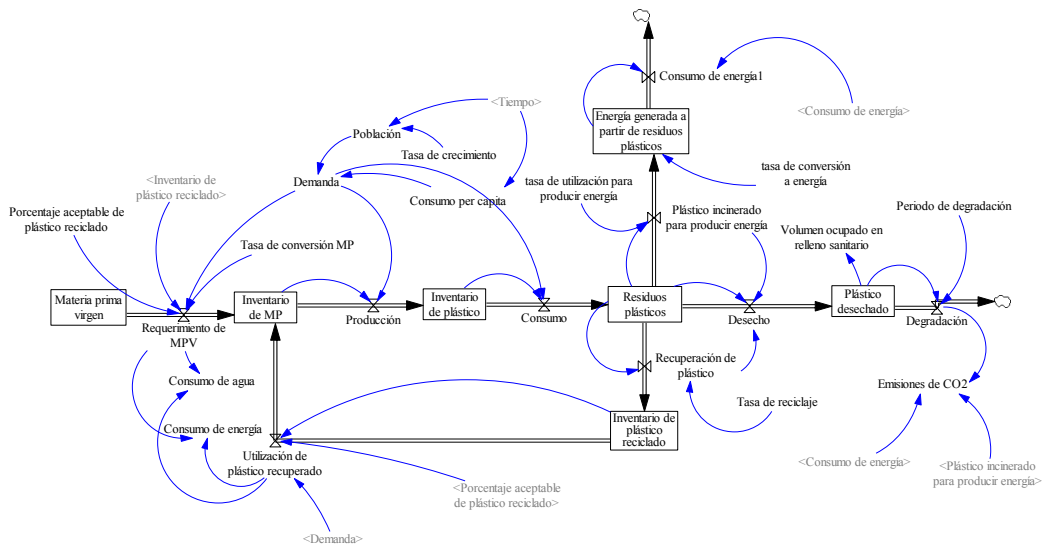 Consumo de energía1
<Consumo de energía>
Energía generada a
partir de residuos
plásticos
<Tiempo>
Población
Tasa de crecimiento
tasa de conversión
a energía
<Inventario de
plástico reciclado>
Demanda
Consumo per capita
tasa de utilización para
producir energía
Plástico incinerado
para producir energía
Periodo de degradación
Porcentaje aceptable de
plástico reciclado
Volumen ocupado en
relleno sanitario
Tasa de conversión MP
Materia prima
virgen
Inventario
de MP
Inventario
de plástico
Residuos
plásticos
Plástico
desechado
Requerimiento de
MPV
Producción
Consumo
Desecho
Degradación
Recuperación de
plástico
Consumo de agua
Emisiones de CO2
Tasa de reciclaje
Inventario de
plástico
reciclado
Consumo de energía
Utilización de
plástico recuperado
<Consumo de energía>
<Plástico incinerado
para producir energía>
<Porcentaje aceptable
de plástico reciclado>
<Demanda>